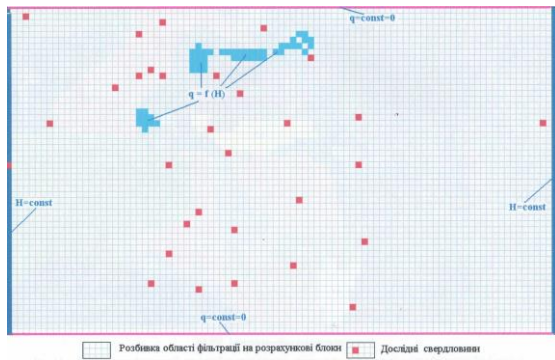 q=const=0
q = f (H)
H=const
H=const
q=const=0
Розбивка області фільтрації на розрахункові блоки
Дослідні свердловини